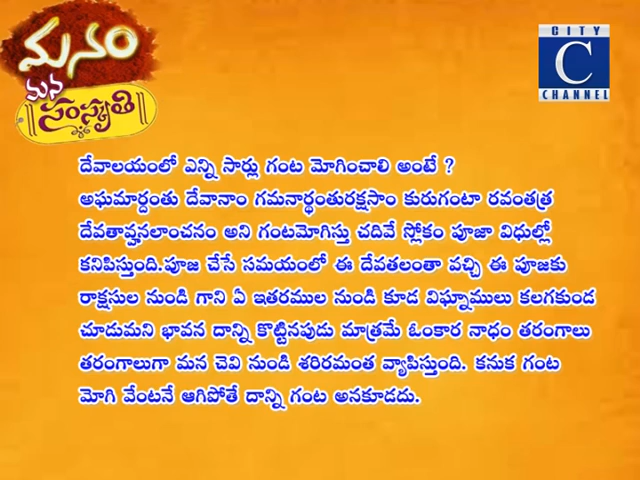 మనం
మన
సంస్కృతి
CITY
C
CHANNEL
దేవాలయంలో ఎన్ని సార్లు గంట మోగించాలి అంటే ?
అఘమార్దంతు దేవానాం గమనార్ధంతురక్షసాం కురుగంటా రవంతత్ర
దేవతావ్హనలాంచనం అని గంటమోగిస్తు చదివే స్లోకం పూజా విధుల్లో
కనిపిస్తుంది.పూజ చేసే సమయంలో ఈ దేవతలంతా వచ్చి ఈ పూజకు
రాక్షసుల నుండి గాని ఏ ఇతరముల నుండి కూడ విఘ్నాములు కలగకుండ
చూడుమని భావన దాన్ని కొట్టినపుడు మాత్రమే ఓంకార నాధం తరంగాలు
తరంగాలుగా మన చెవి నుండి శరిరమంత వ్యాపిస్తుంది. కనుక గంట
మోగి వేంటనే ఆగిపోతే దాన్ని గంట అనకూడదు.